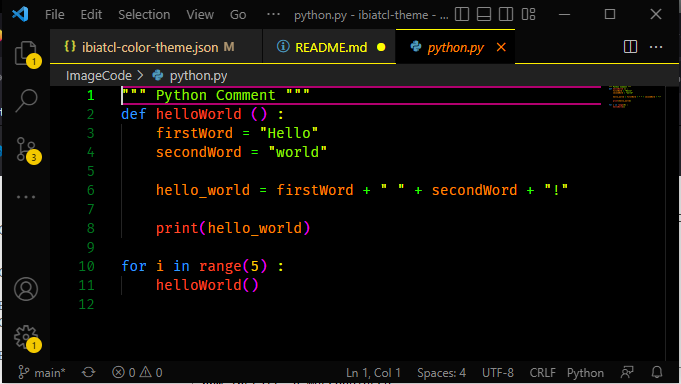 File Edit Selection View Go ··· python.py - ibiatcl-theme - ...
{} ibiatcl-color-theme.json M README.md python.py
ImageCode > python.py
1 """ Python Comment """
2 def helloWorld () :
3 firstWord = "Hello"
4 secondWord = "world"
5
6 hello_world = firstWord + " " + secondWord + "!"
7
8 print(hello_world)
9
10 for i in range(5) :
11 helloWorld()
12
1
3
1
main* 0 0 Ln 1, Col 1 Spaces: 4 UTF-8 CRLF Python